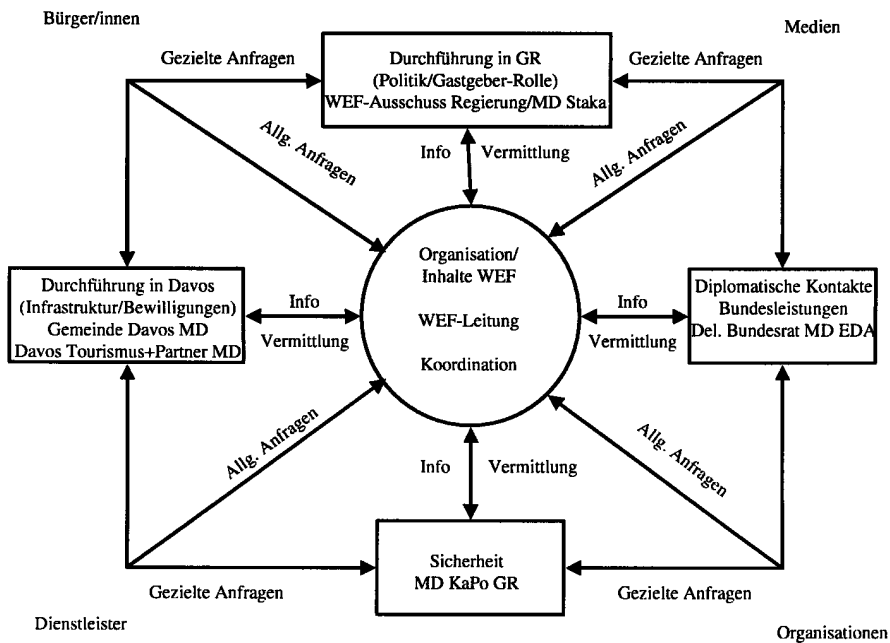 Bürger/innen
Medien
Gezielte Anfragen
Durchführung in GR
(Politik/Gastgeber-Rolle)
WEF-Ausschuss Regierung/MD Staka
Gezielte Anfragen
Allg. Anfragen
Info Vermittlung
Allg. Anfragen
Durchführung in Davos
(Infrastruktur/Bewilligungen)
Gemeinde Davos MD
Davos Tourismus+Partner MD
Info
Vermittlung
Organisation/
Inhalte WEF
WEF-Leitung
Koordination
Info
Vermittlung
Diplomatische Kontakte
Bundesleistungen
Del. Bundesrat MD EDA
Allg. Anfragen
Info Vermittlung
Allg. Anfragen
Gezielte Anfragen
Sicherheit
MD KaPo GR
Gezielte Anfragen
Dienstleister
Organisationen